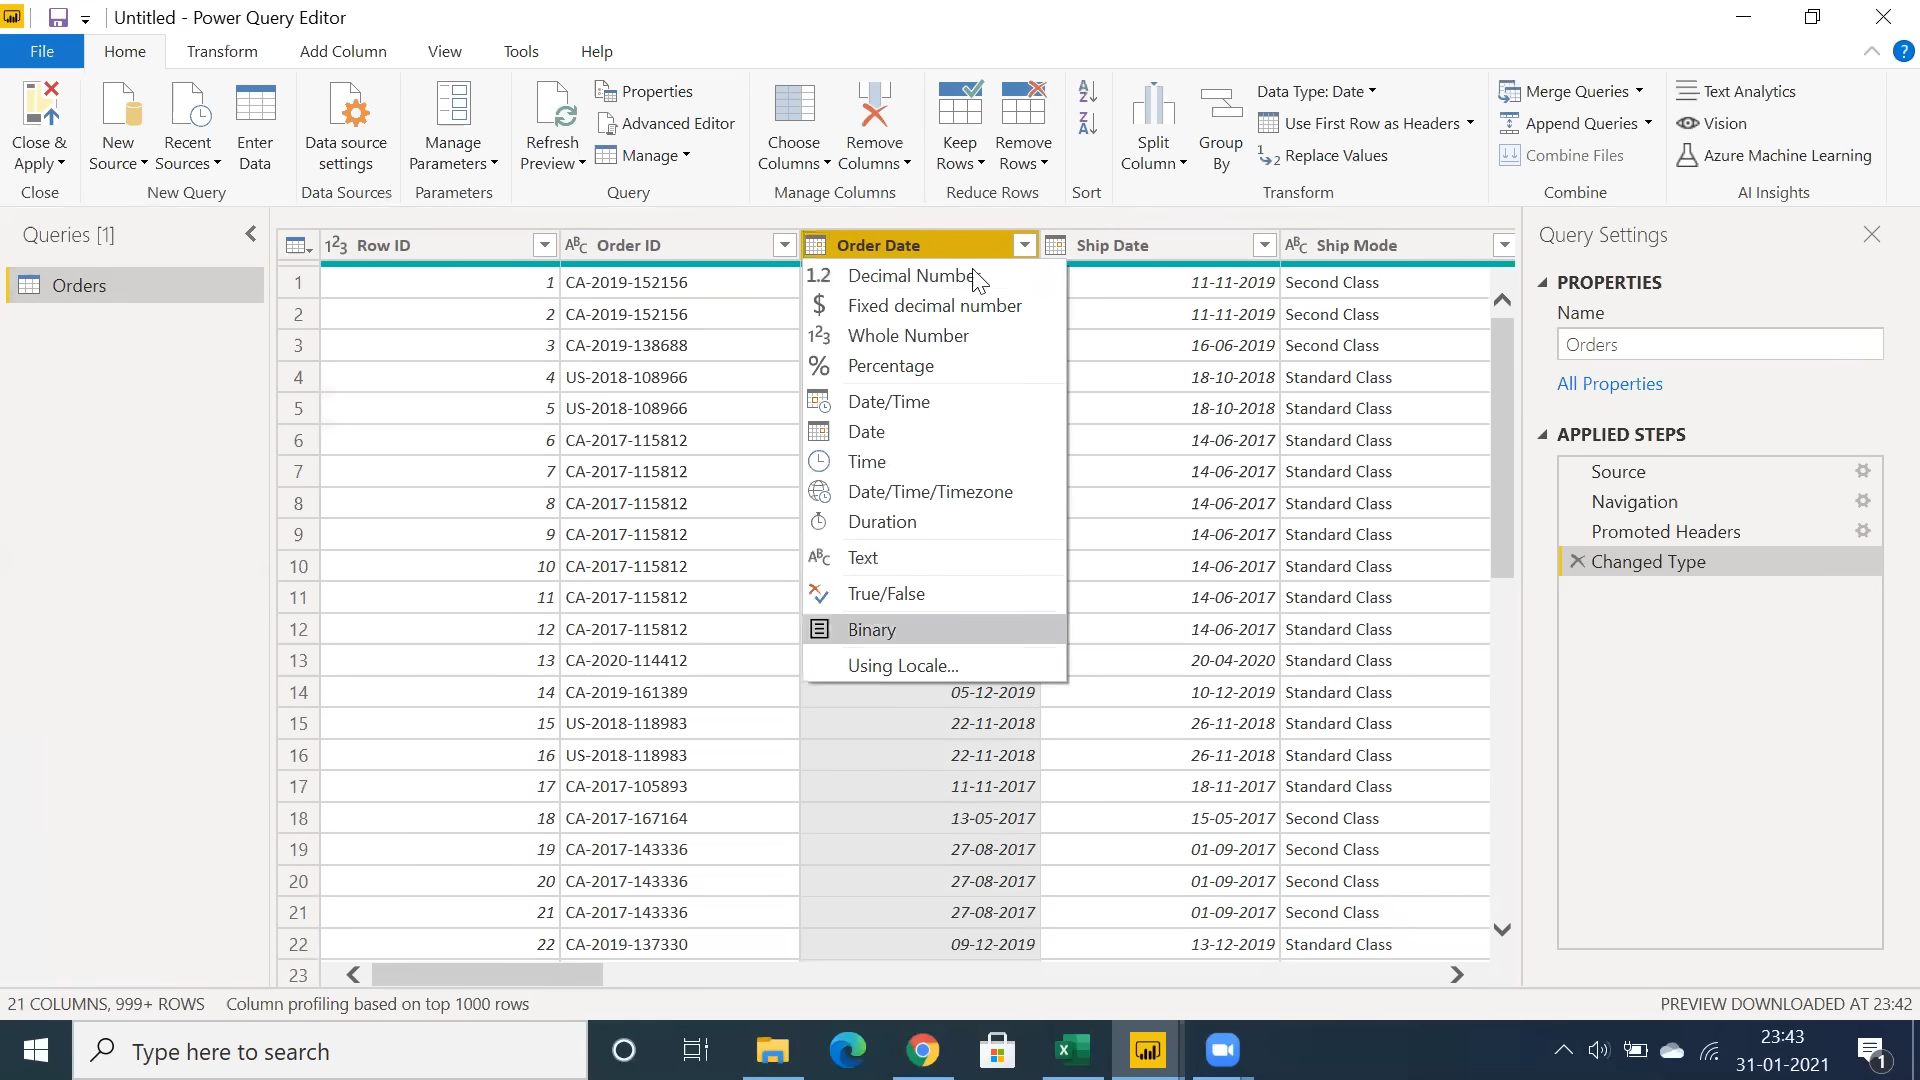 Untitled - Power Query Editor
File Home Transform Add Column View Tools Help
Close & Apply
Close
New Source
Recent Sources
Enter Data
New Query
Data source settings
Data Sources
Manage Parameters
Parameters
Refresh Preview
Properties
Advanced Editor
Manage
Query
Choose Columns
Remove Columns
Manage Columns
Keep Rows
Remove Rows
Reduce Rows
Sort
Split Column
Group By
Data Type: Date
Use First Row as Headers
Replace Values
Transform
Merge Queries
Append Queries
Combine Files
Combine
Text Analytics
Vision
Azure Machine Learning
AI Insights
Queries [1]
Orders
Row ID Order ID Order Date Ship Date Ship Mode
1 1 CA-2019-152156 11-11-2019 Second Class
2 2 CA-2019-152156 11-11-2019 Second Class
3 3 CA-2019-138688 16-06-2019 Second Class
4 4 US-2018-108966 18-10-2018 Standard Class
5 5 US-2018-108966 18-10-2018 Standard Class
6 6 CA-2017-115812 14-06-2017 Standard Class
7 7 CA-2017-115812 14-06-2017 Standard Class
8 8 CA-2017-115812 14-06-2017 Standard Class
9 9 CA-2017-115812 14-06-2017 Standard Class
10 10 CA-2017-115812 14-06-2017 Standard Class
11 11 CA-2017-115812 14-06-2017 Standard Class
12 12 CA-2017-115812 14-06-2017 Standard Class
13 13 CA-2020-114412 20-04-2020 Standard Class
14 14 CA-2019-161389 05-12-2019 10-12-2019 Standard Class
15 15 US-2018-118983 22-11-2018 26-11-2018 Standard Class
16 16 US-2018-118983 22-11-2018 26-11-2018 Standard Class
17 17 CA-2017-105893 11-11-2017 18-11-2017 Standard Class
18 18 CA-2017-167164 13-05-2017 15-05-2017 Second Class
19 19 CA-2017-143336 27-08-2017 01-09-2017 Second Class
20 20 CA-2017-143336 27-08-2017 01-09-2017 Second Class
21 21 CA-2017-143336 27-08-2017 01-09-2017 Second Class
22 22 CA-2019-137330 09-12-2019 13-12-2019 Standard Class
23
1.2 Decimal Number
$ Fixed decimal number
123 Whole Number
% Percentage
Date/Time
Date
Time
Date/Time/Timezone
Duration
ABC Text
True/False
Binary
Using Locale...
Query Settings
PROPERTIES
Name
Orders
All Properties
APPLIED STEPS
Source
Navigation
Promoted Headers
Changed Type
21 COLUMNS, 999+ ROWS Column profiling based on top 1000 rows
PREVIEW DOWNLOADED AT 23:42
Type here to search
23:43
31-01-2021
1